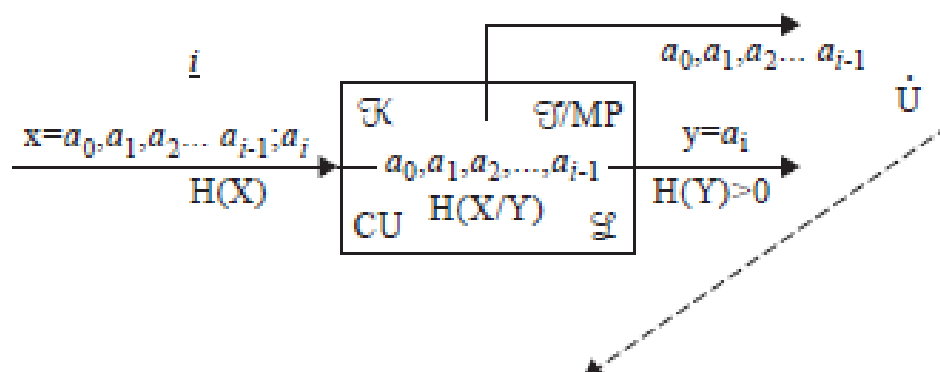 i
a₀,a₁,a₂... aᵢ₋₁
U̇
𝔎 𝔗/MP
x=a₀,a₁,a₂... aᵢ₋₁;aᵢ
y=aᵢ
a₀,a₁,a₂,...,aᵢ₋₁
H(X)
H(Y)>0
H(X/Y)
CU 𝔏